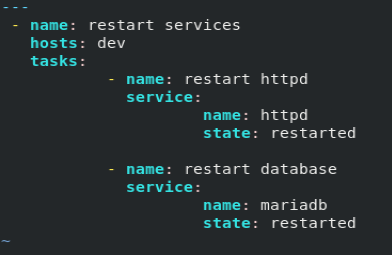 ---
 - name: restart services
   hosts: dev
   tasks:
           - name: restart httpd
             service:
                     name: httpd
                     state: restarted

           - name: restart database
             service:
                     name: mariadb
                     state: restarted
~